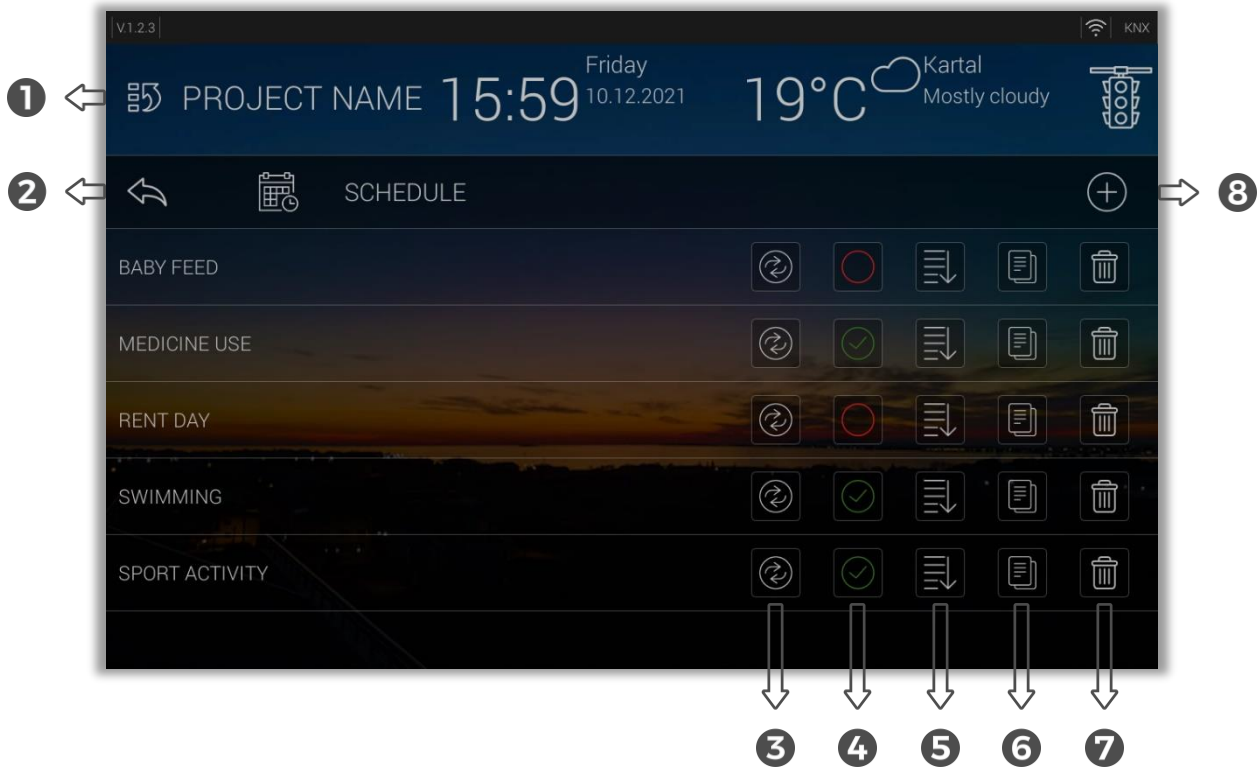 V.1.2.3 KNX
1 PROJECT NAME 15:59 Friday 10.12.2021 19°C Kartal Mostly cloudy
2 SCHEDULE 8
BABY FEED
MEDICINE USE
RENT DAY
SWIMMING
SPORT ACTIVITY
3 4 5 6 7